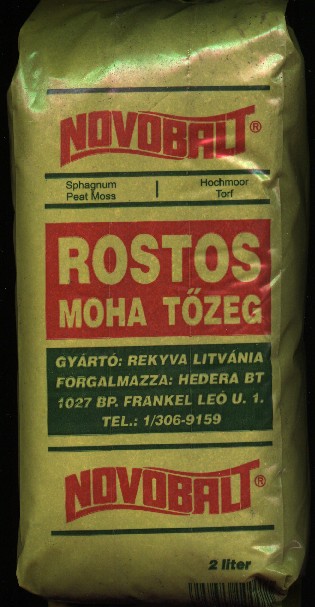 NOVOBALT®
Sphagnum Peat Moss | Hochmoor Torf
ROSTOS
MOHA TŐZEG
GYÁRTÓ: REKYVA LITVÁNIA
FORGALMAZZA: HEDERA BT
1027 BP. FRANKEL LEÓ U. 1.
TEL.: 1/306-9159
NOVOBALT®
2 liter